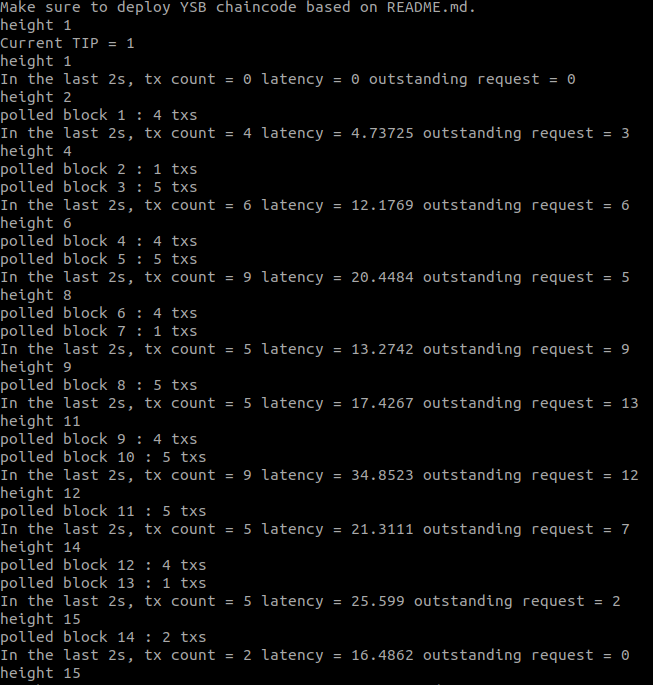 Make sure to deploy YSB chaincode based on README.md.
height 1
Current TIP = 1
height 1
In the last 2s, tx count = 0 latency = 0 outstanding request = 0
height 2
polled block 1 : 4 txs
In the last 2s, tx count = 4 latency = 4.73725 outstanding request = 3
height 4
polled block 2 : 1 txs
polled block 3 : 5 txs
In the last 2s, tx count = 6 latency = 12.1769 outstanding request = 6
height 6
polled block 4 : 4 txs
polled block 5 : 5 txs
In the last 2s, tx count = 9 latency = 20.4484 outstanding request = 5
height 8
polled block 6 : 4 txs
polled block 7 : 1 txs
In the last 2s, tx count = 5 latency = 13.2742 outstanding request = 9
height 9
polled block 8 : 5 txs
In the last 2s, tx count = 5 latency = 17.4267 outstanding request = 13
height 11
polled block 9 : 4 txs
polled block 10 : 5 txs
In the last 2s, tx count = 9 latency = 34.8523 outstanding request = 12
height 12
polled block 11 : 5 txs
In the last 2s, tx count = 5 latency = 21.3111 outstanding request = 7
height 14
polled block 12 : 4 txs
polled block 13 : 1 txs
In the last 2s, tx count = 5 latency = 25.599 outstanding request = 2
height 15
polled block 14 : 2 txs
In the last 2s, tx count = 2 latency = 16.4862 outstanding request = 0
height 15